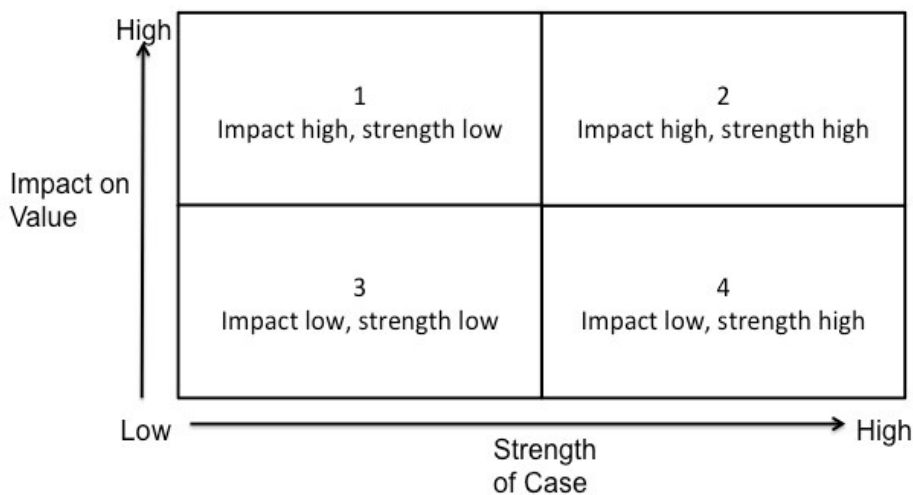 High
1
Impact high, strength low
2
Impact high, strength high
Impact on
Value
3
Impact low, strength low
4
Impact low, strength high
Low
High
Strength
of Case